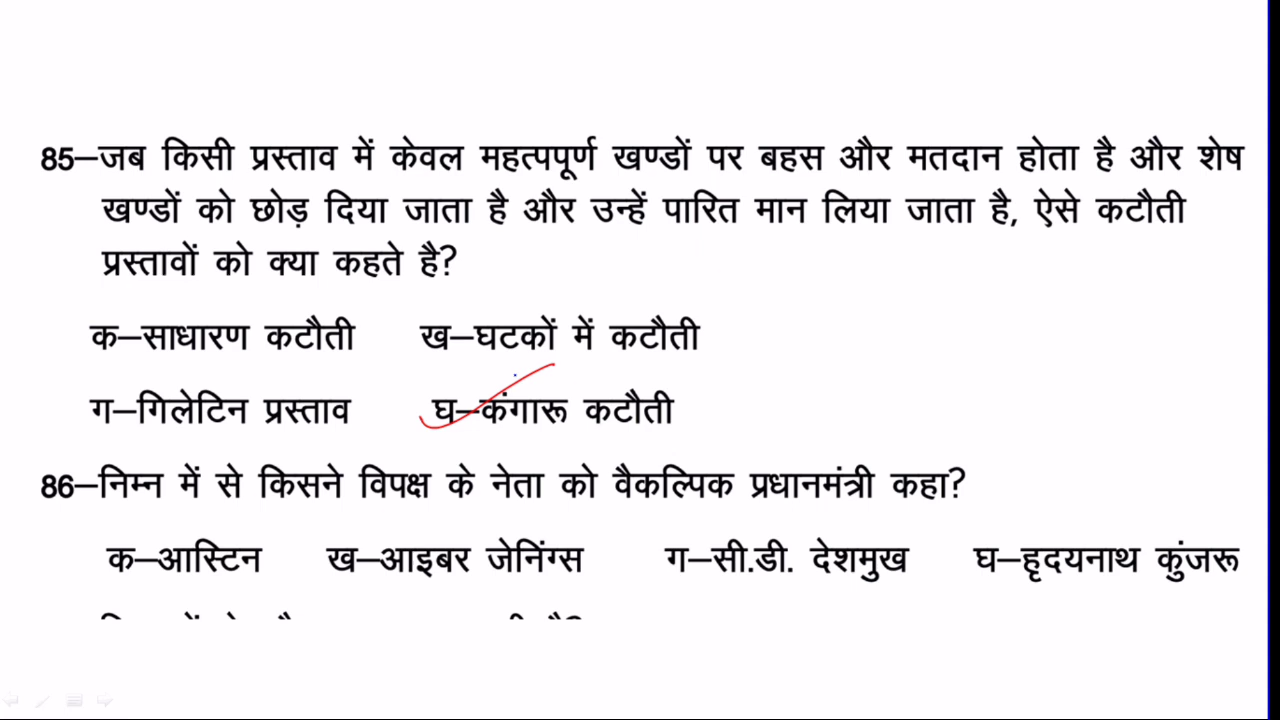 85–जब किसी प्रस्ताव में केवल महत्पपूर्ण खण्डों पर बहस और मतदान होता है और शेष
खण्डों को छोड़ दिया जाता है और उन्हें पारित मान लिया जाता है, ऐसे कटौती
प्रस्तावों को क्या कहते है?
क–साधारण कटौती ख–घटकों में कटौती
ग–गिलेटिन प्रस्ताव घ–कंगारू कटौती
86–निम्न में से किसने विपक्ष के नेता को वैकल्पिक प्रधानमंत्री कहा?
क–आस्टिन ख–आइबर जेनिंग्स ग–सी.डी. देशमुख घ–हृदयनाथ कुंजरू